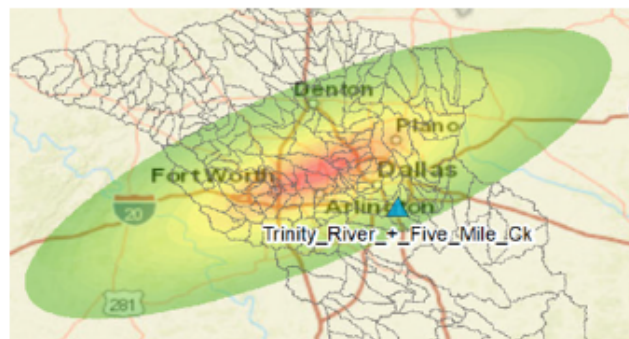 Denton
Plano
Fort Worth
Dallas
20
Arlington
Trinity_River_+_Five_Mile_Ck
281